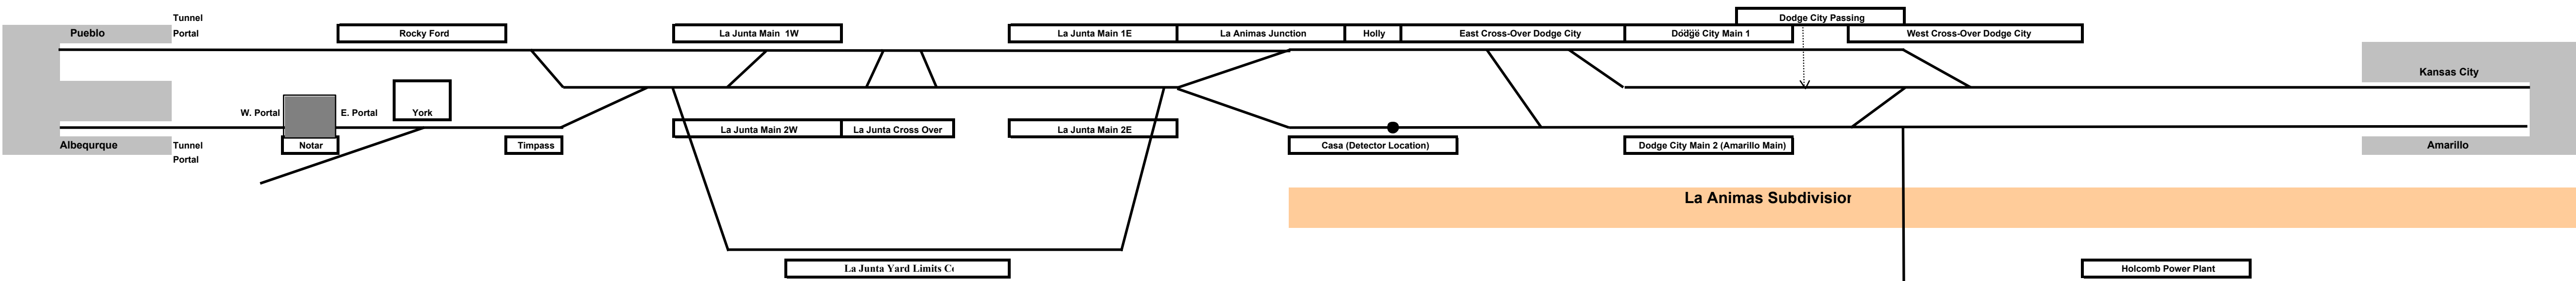 Dodge City Passing
Tunnel
Pueblo Portal Rocky Ford La Junta Main 1W La Junta Main 1E La Animas Junction Holly East Cross-Over Dodge City Dodge City Main 1 West Cross-Over Dodge City
Kansas City
W. Portal E. Portal York
La Junta Main 2W La Junta Cross Over La Junta Main 2E
Albequrque Tunnel Notar Timpass Casa (Detector Location) Dodge City Main 2 (Amarillo Main) Amarillo
Portal
La Animas Subdivision
La Junta Yard Limits Holcomb Power Plant